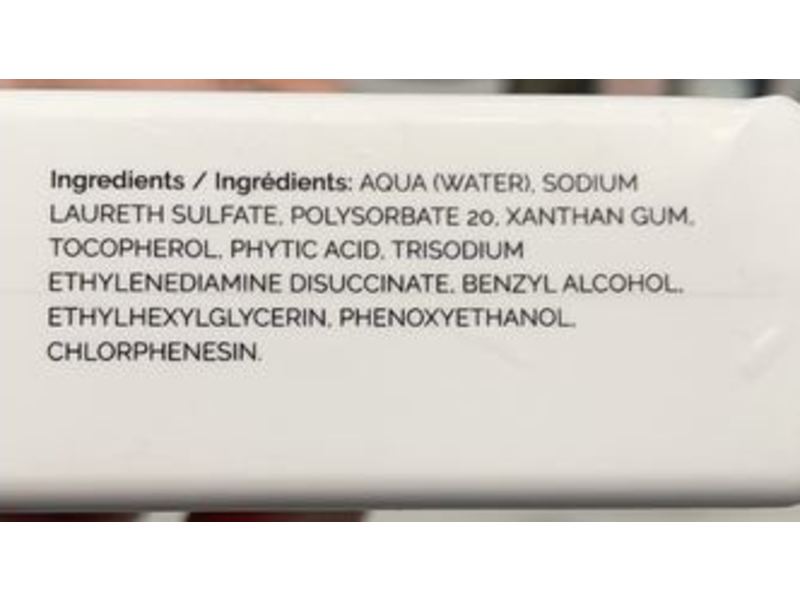 Ingredients / Ingrédients: AQUA (WATER), SODIUM
LAURETH SULFATE, POLYSORBATE 20, XANTHAN GUM,
TOCOPHEROL, PHYTIC ACID, TRISODIUM
ETHYLENEDIAMINE DISUCCINATE, BENZYL ALCOHOL,
ETHYLHEXYLGLYCERIN, PHENOXYETHANOL,
CHLORPHENESIN.